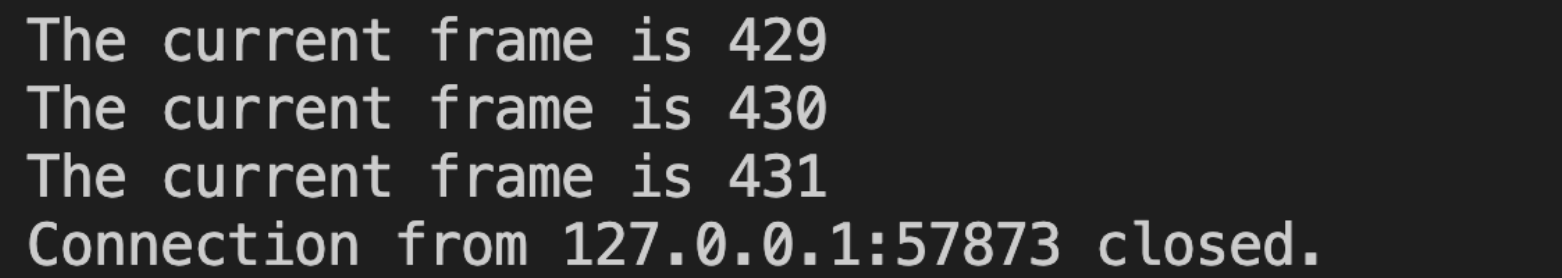 The current frame is 429
The current frame is 430
The current frame is 431
Connection from 127.0.0.1:57873 closed.